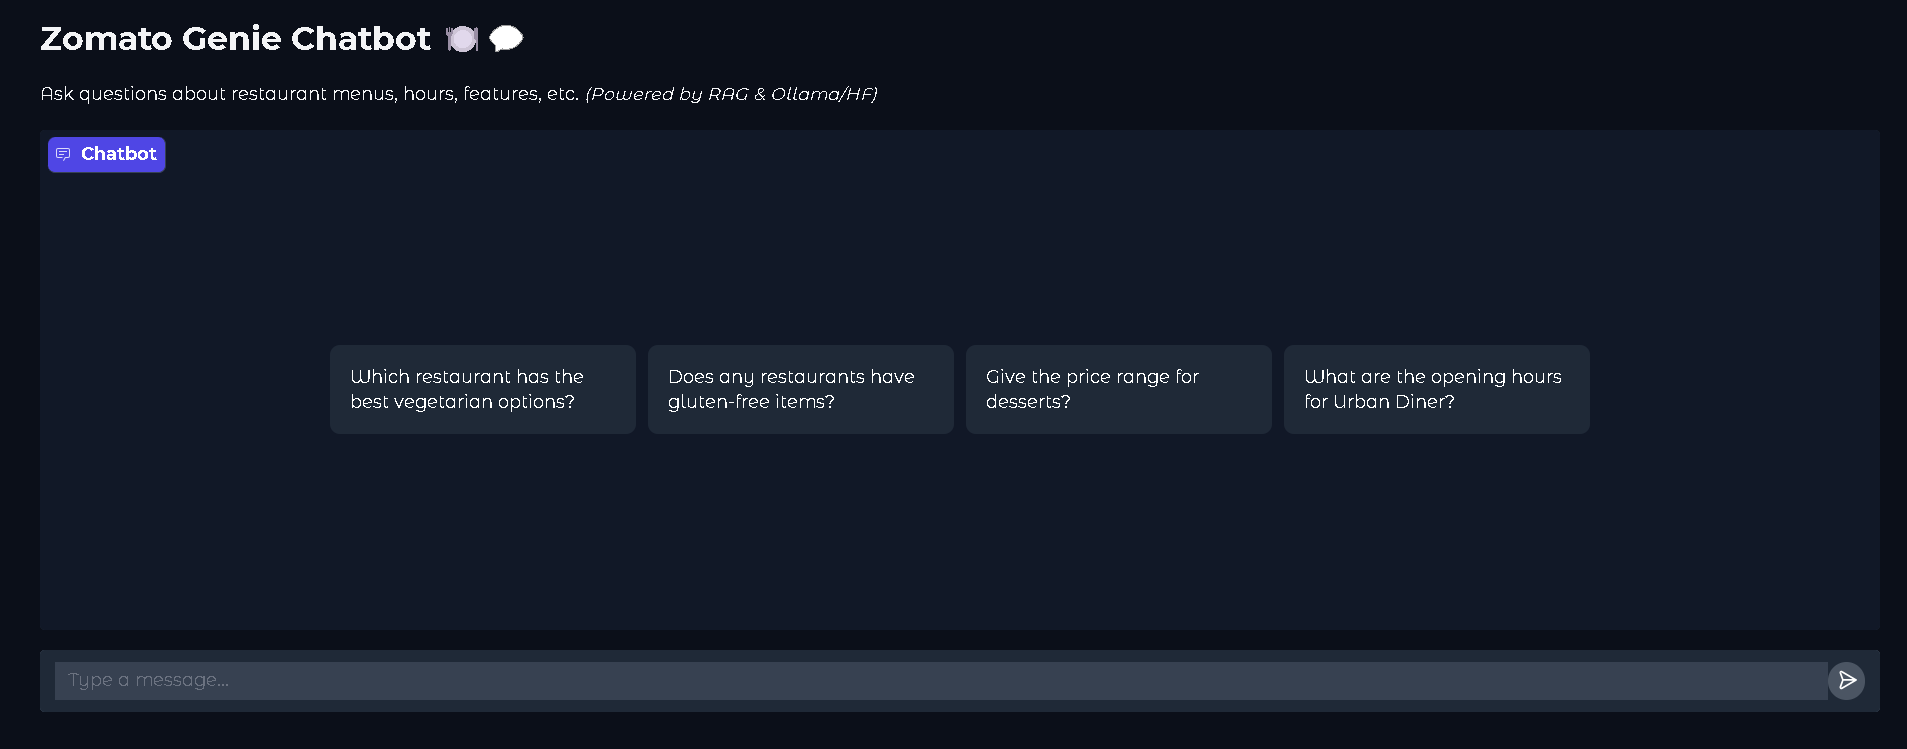 Zomato Genie Chatbot 🍽️ 💬
Ask questions about restaurant menus, hours, features, etc. (Powered by RAG & Ollama/HF)
Chatbot
Which restaurant has the
best vegetarian options?
Does any restaurants have
gluten-free items?
Give the price range for
desserts?
What are the opening hours
for Urban Diner?
Type a message...